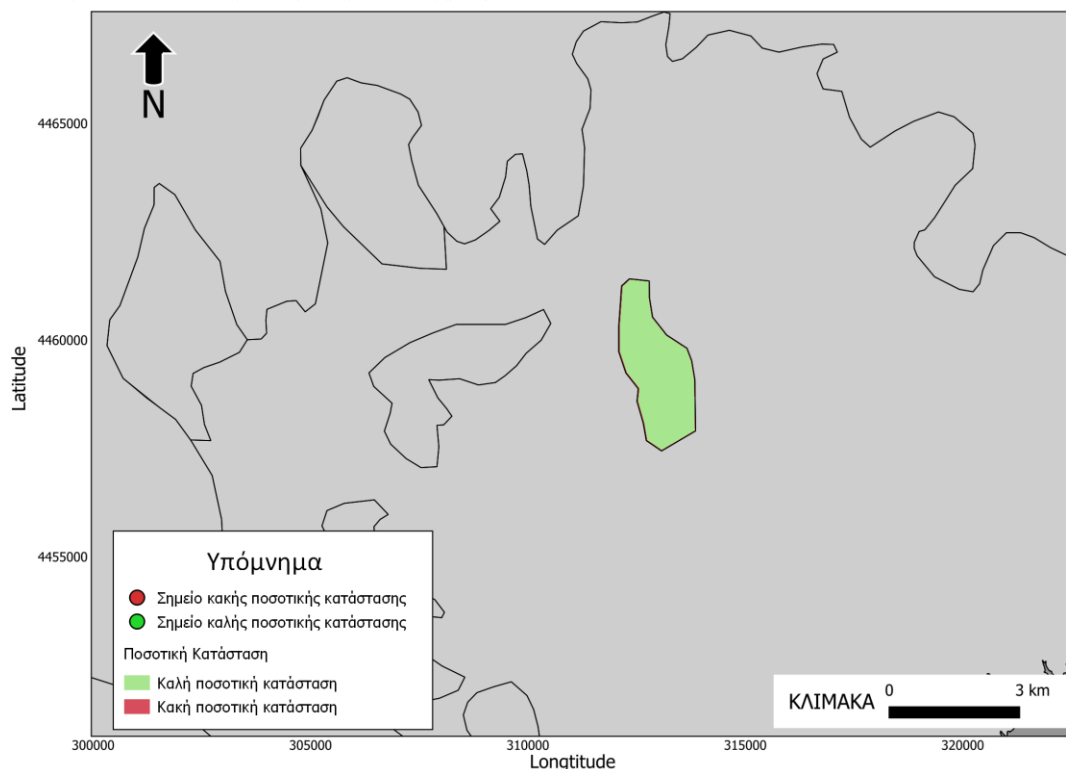 N
4465000
4460000
4455000
Latitude
Υπόμνημα
Σημείο κακής ποσοτικής κατάστασης
Σημείο καλής ποσοτικής κατάστασης
Ποσοτική Κατάσταση
Καλή ποσοτική κατάσταση
Κακή ποσοτική κατάσταση
ΚΛΙΜΑΚΑ 0 3 km
300000 305000 310000 315000 320000
Longtitude